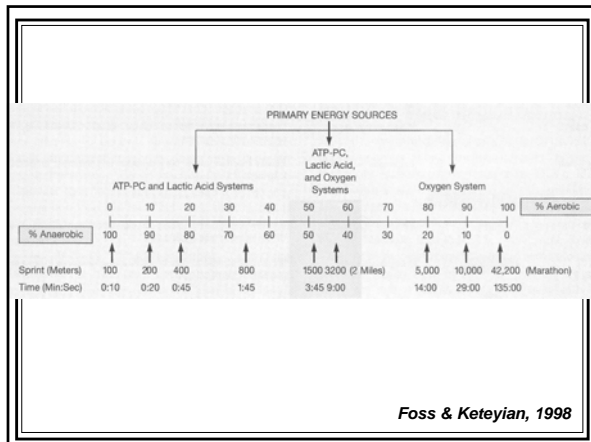 PRIMARY ENERGY SOURCES
ATP-PC,
Lactic Acid,
and Oxygen
Systems
ATP-PC and Lactic Acid Systems
Oxygen System
0 10 20 30 40 50 60 70 80 90 100 % Aerobic
% Anaerobic 100 90 80 70 60 50 40 30 20 10 0
Sprint (Meters) 100 200 400 800 1500 3200 (2 Miles) 5,000 10,000 42,200 (Marathon)
Time (Min:Sec) 0:10 0:20 0:45 1:45 3:45 9:00 14:00 29:00 135:00
Foss & Keteyian, 1998